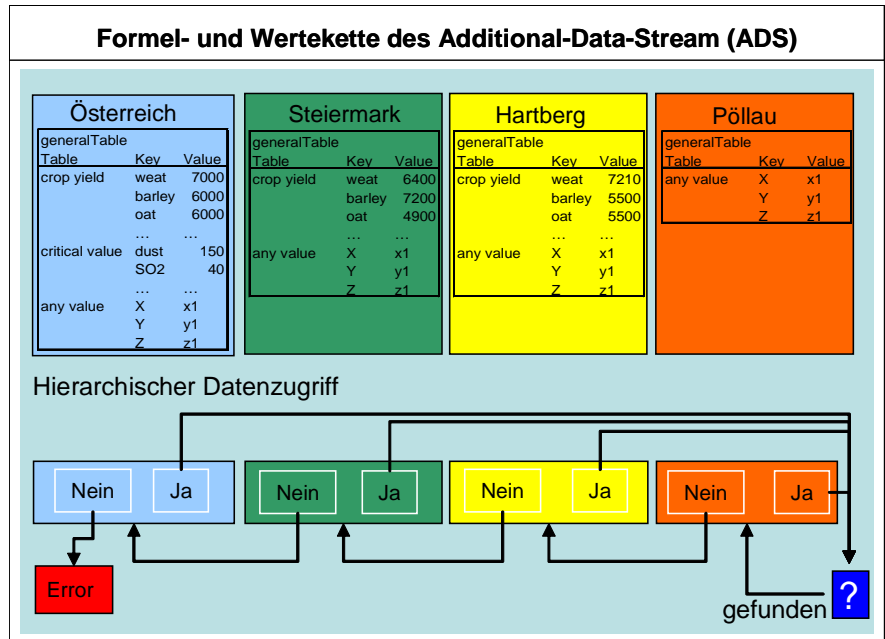 Formel- und Wertekette des Additional-Data-Stream (ADS)
Österreich
generalTable
Table Key Value
crop yield weat 7000
barley 6000
oat 6000
... ...
critical value dust 150
SO2 40
... ...
any value X x1
Y y1
Z z1
Steiermark
generalTable
Table Key Value
crop yield weat 6400
barley 7200
oat 4900
... ...
any value X x1
Y y1
Z z1
Hartberg
generalTable
Table Key Value
crop yield weat 7210
barley 5500
oat 5500
... ...
any value X x1
Y y1
Z z1
Pöllau
generalTable
Table Key Value
any value X x1
Y y1
Z z1
Hierarchischer Datenzugriff
Nein Ja Nein Ja Nein Ja Nein Ja
Error
gefunden ?